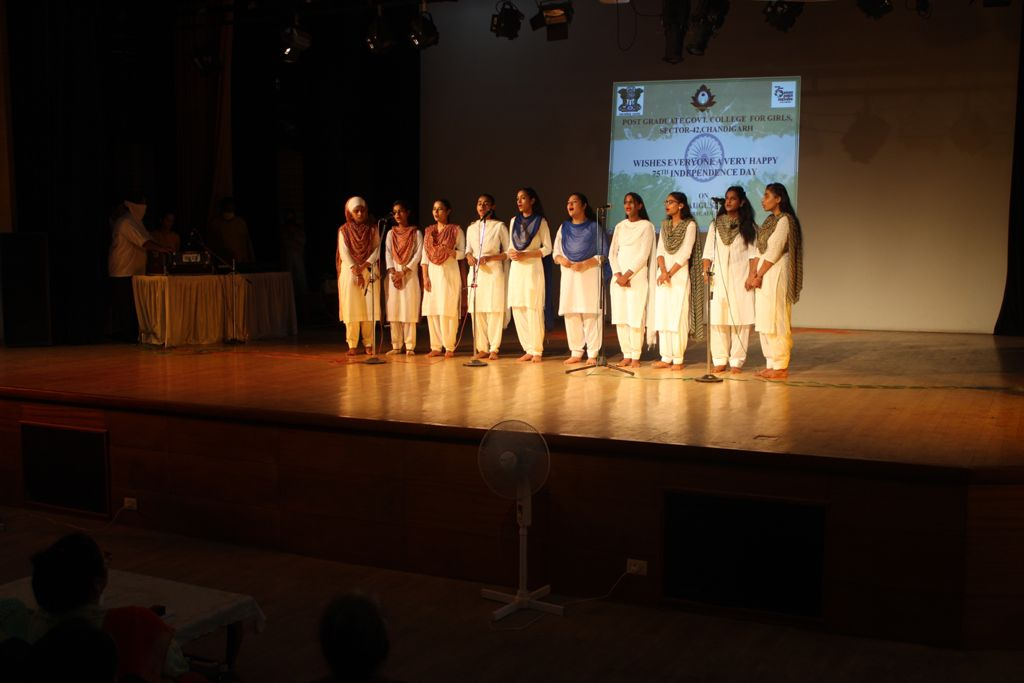 POST GRADUATE GOVT. COLLEGE FOR GIRLS,
SECTOR-42, CHANDIGARH
WISHES EVERYONE A VERY HAPPY
75TH INDEPENDENCE DAY
ON